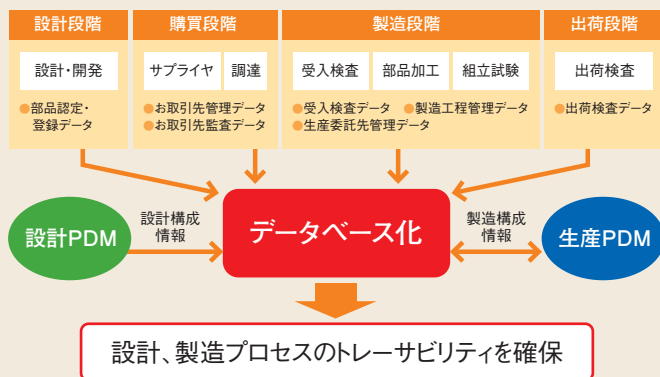 設計段階
購買段階
製造段階
出荷段階
設計・開発
サプライヤ
調達
受入検査
部品加工
組立試験
出荷検査
●部品認定・
登録データ
●お取引先管理データ
●お取引先監査データ
●受入検査データ ●製造工程管理データ
●生産委託先管理データ
●出荷検査データ
設計PDM
設計構成
情報
データベース化
製造構成
情報
生産PDM
設計、製造プロセスのトレーサビリティを確保